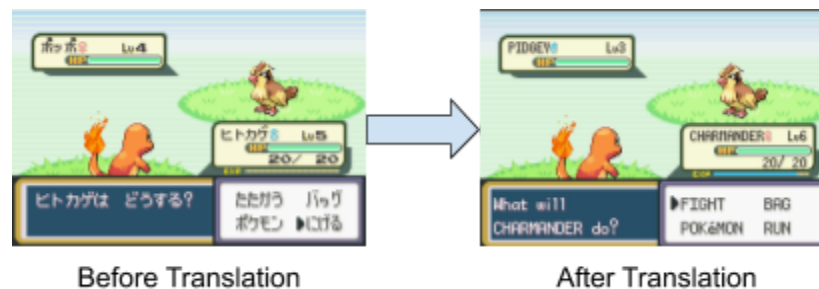 ポッポ♀ Lv4
HP
ヒトカゲ♂ Lv5
HP
20/ 20
ヒトカゲは どうする?
たたかう バッグ
ポケモン ▶にげる
Before Translation
PIDGEY♂ Lv3
HP
CHARMANDER♀ Lv6
HP
20/ 20
EXP
What will
CHARMANDER do?
▶FIGHT BAG
POKéMON RUN
After Translation